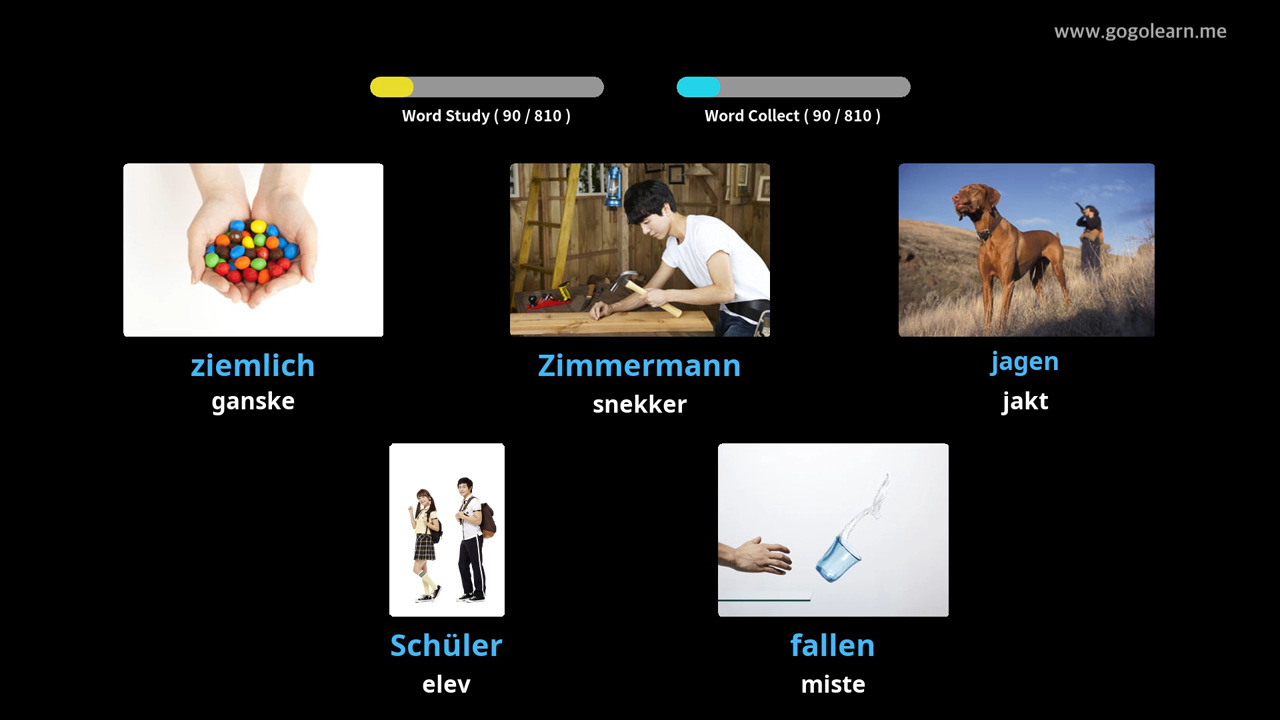 www.gogolearn.me
Word Study ( 90 / 810 )
Word Collect ( 90 / 810 )
ziemlich
ganske
Zimmermann
snekker
jagen
jakt
Schüler
elev
fallen
miste